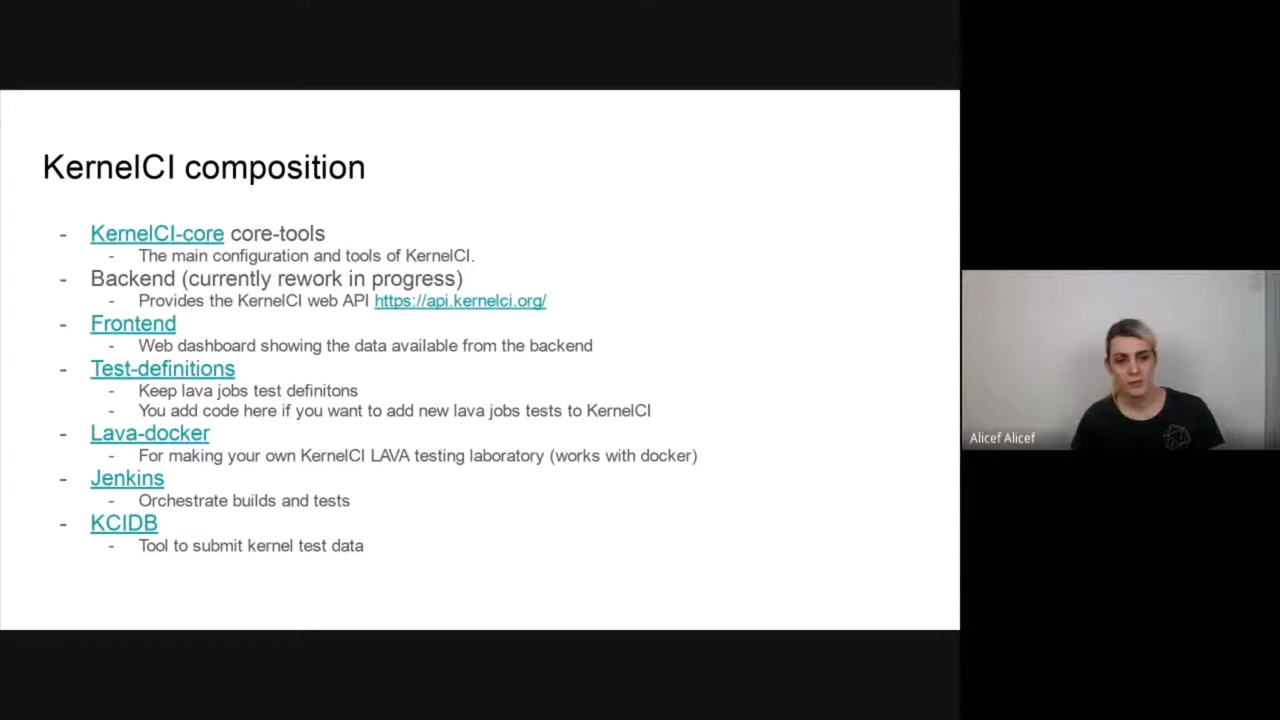 KernelCI composition
- KernelCI-core core-tools
- The main configuration and tools of KernelCI.
- Backend (currently rework in progress)
- Provides the KernelCI web API https://api.kernelci.org/
- Frontend
- Web dashboard showing the data available from the backend
- Test-definitions
- Keep lava jobs test definitons
- You add code here if you want to add new lava jobs tests to KernelCI
- Lava-docker
- For making your own KernelCI LAVA testing laboratory (works with docker)
- Jenkins
- Orchestrate builds and tests
- KCIDB
- Tool to submit kernel test data
Alicef Alicef